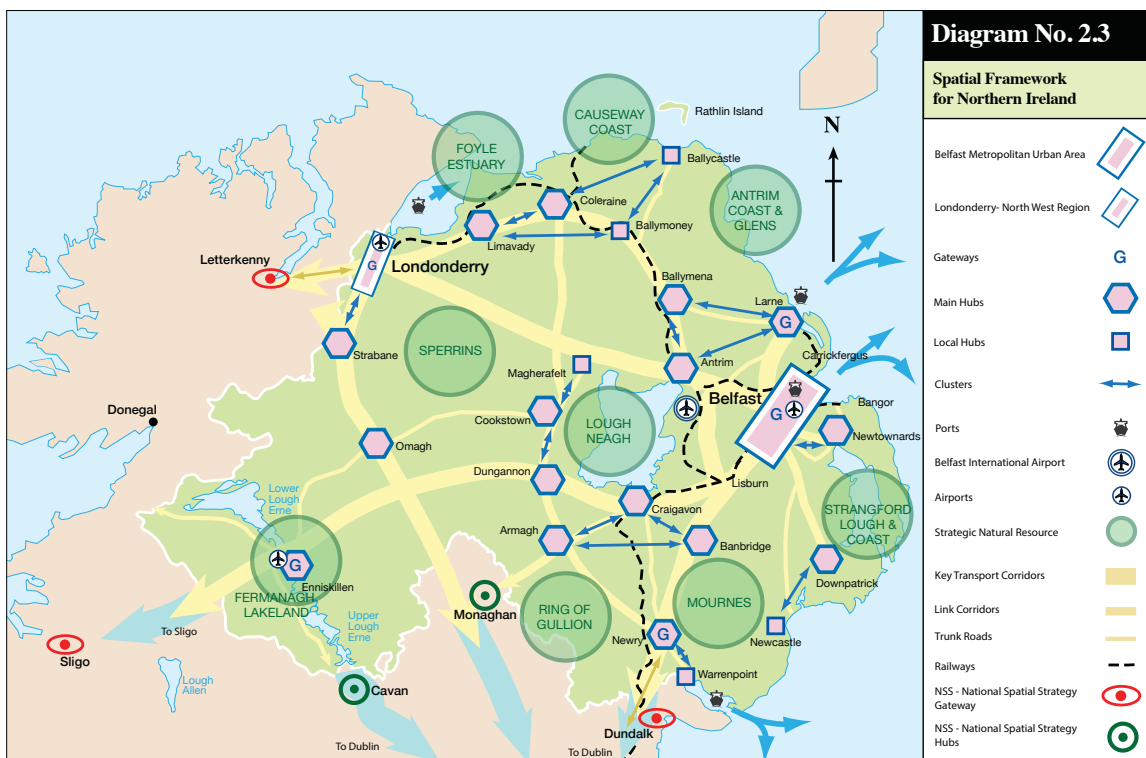 Diagram No. 2.3
Spatial Framework
for Northern Ireland
Belfast Metropolitan Urban Area
Londonderry- North West Region
Gateways
G
Main Hubs
Local Hubs
Clusters
Ports
Belfast International Airport
Airports
Strategic Natural Resource
Key Transport Corridors
Link Corridors
Trunk Roads
Railways
NSS - National Spatial Strategy
Gateway
NSS - National Spatial Strategy
Hubs
N
Rathlin Island
CAUSEWAY
COAST
FOYLE
ESTUARY
Ballycastle
ANTRIM
COAST &
GLENS
Coleraine
Ballymoney
Limavady
Letterkenny
G
Londonderry
Ballymena
Larne
G
Strabane
SPERRINS
Antrim
Carrickfergus
Magherafelt
Belfast
G
Bangor
Donegal
Cookstown
LOUGH
NEAGH
Newtownards
Omagh
Dungannon
Lisburn
Lower
Lough
Erne
Craigavon
STRANGFORD
LOUGH &
COAST
Armagh
Banbridge
G
Enniskillen
FERMANAGH
LAKELAND
Downpatrick
Monaghan
RING OF
GULLION
MOURNES
Upper
Lough
Erne
To Sligo
Newry
G
Newcastle
Sligo
Lough
Allen
Cavan
Warrenpoint
Dundalk
To Dublin
To Dublin